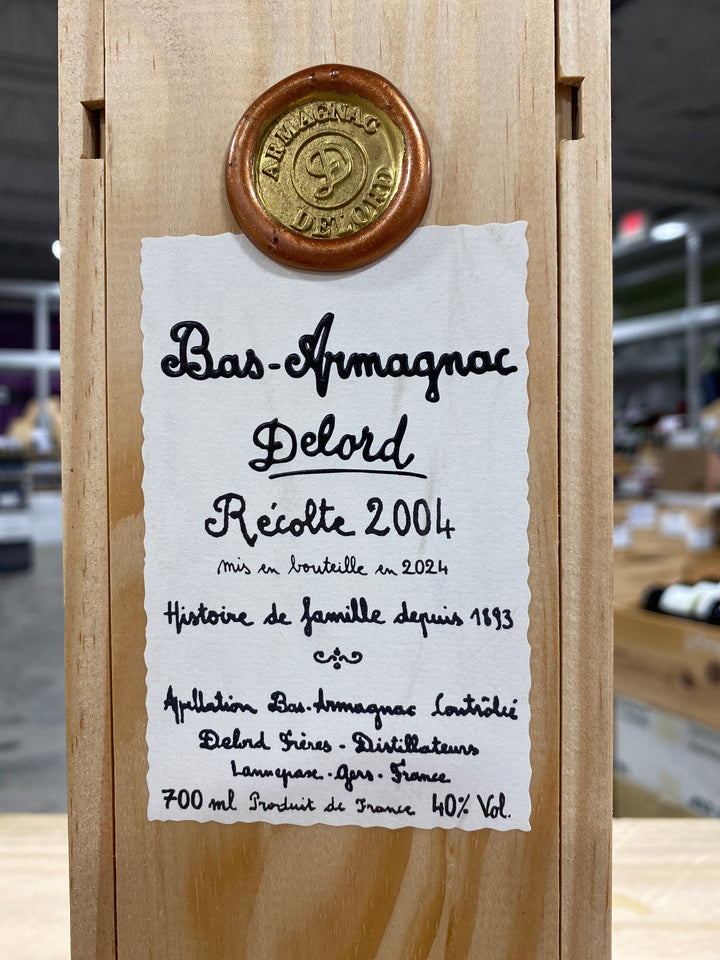 ARMAGNAC
DELORD
Bas-Armagnac
Delord
Récolte 2004
mis en bouteille en 2024
Histoire de famille depuis 1893
Apellation Bas-Armagnac Contrôlée
Delord Frères - Distillateurs
Lannepax - Gers - France
700 ml Produit de France 40% Vol.